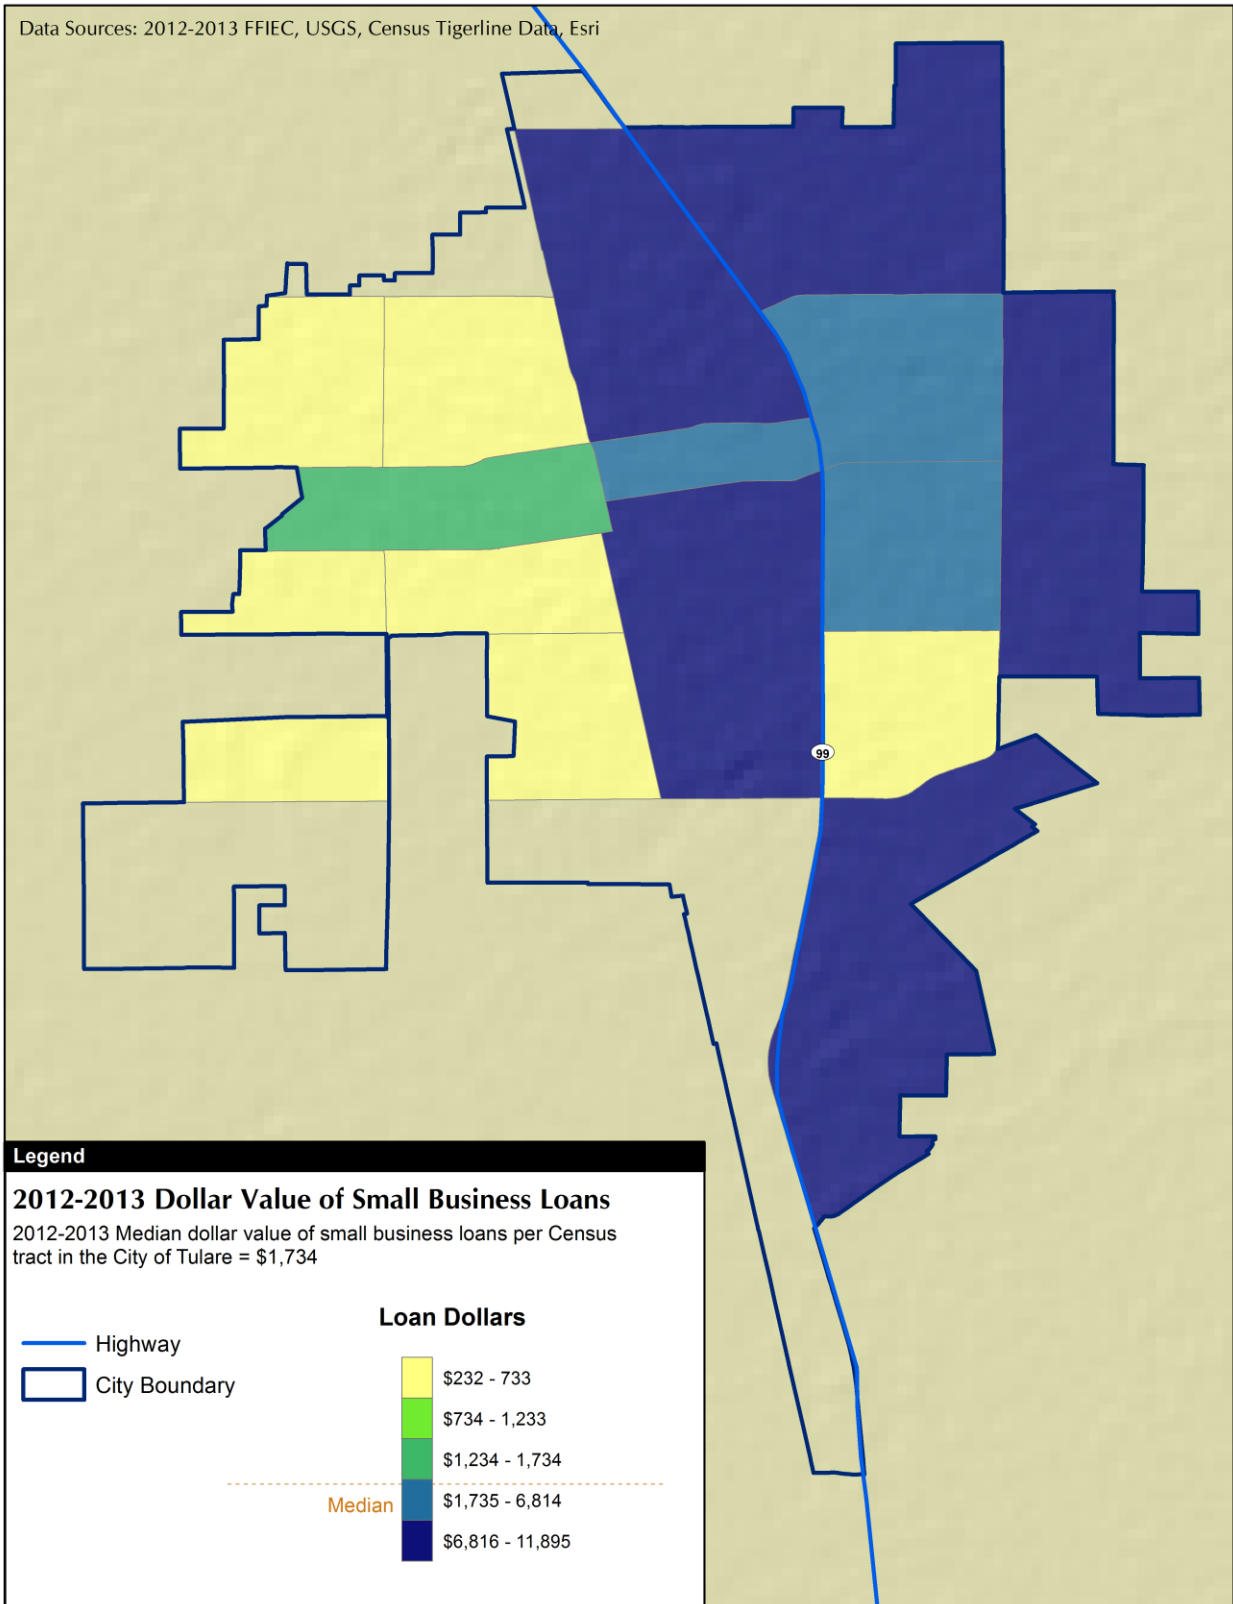 Data Sources: 2012-2013 FFIEC, USGS, Census Tigerline Data, Esri
99
Legend
2012-2013 Dollar Value of Small Business Loans
2012-2013 Median dollar value of small business loans per Census
tract in the City of Tulare = $1,734
Loan Dollars
Highway
City Boundary
$232 - 733
$734 - 1,233
$1,234 - 1,734
Median
$1,735 - 6,814
$6,816 - 11,895